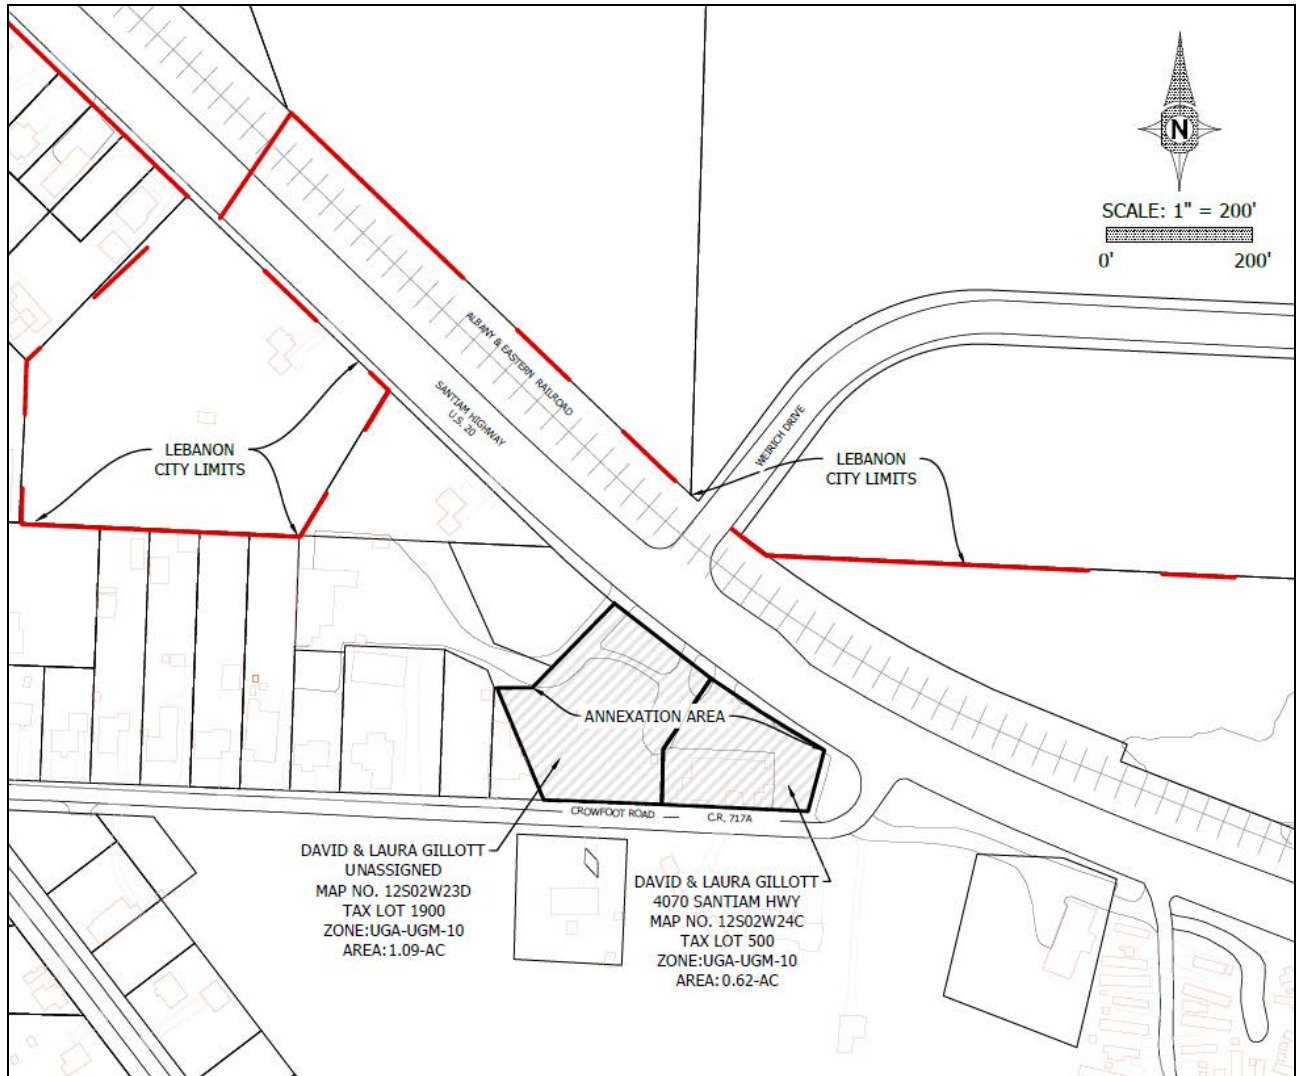 N
SCALE: 1" = 200'
0' 200'
ALBANY & EASTERN RAILROAD
SANTIAM HIGHWAY
U.S. 20
WEIRICH DRIVE
LEBANON
CITY LIMITS
LEBANON
CITY LIMITS
ANNEXATION AREA
CROWFOOT ROAD
C.R. 717A
DAVID & LAURA GILLOTT
UNASSIGNED
MAP NO. 12S02W23D
TAX LOT 1900
ZONE:UGA-UGM-10
AREA:1.09-AC
DAVID & LAURA GILLOTT
4070 SANTIAM HWY
MAP NO. 12S02W24C
TAX LOT 500
ZONE:UGA-UGM-10
AREA:0.62-AC